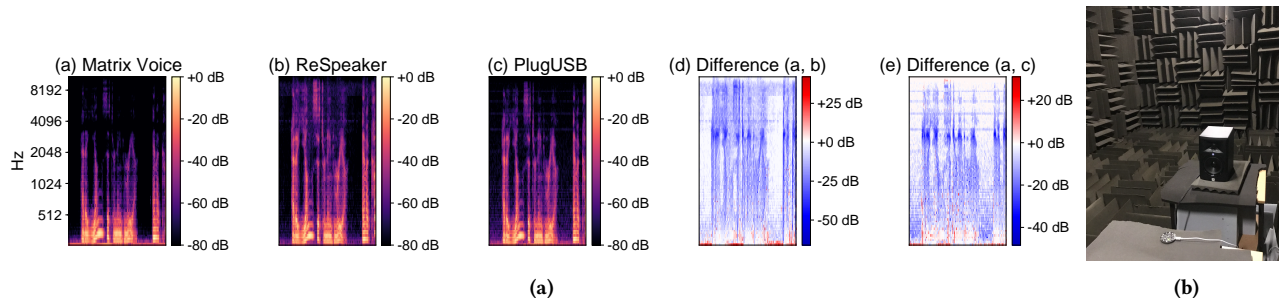 (a) Matrix Voice
Hz
8192
4096
2048
1024
512
+0 dB
-20 dB
-40 dB
-60 dB
-80 dB
(b) ReSpeaker
+0 dB
-20 dB
-40 dB
-60 dB
-80 dB
(c) PlugUSB
+0 dB
-20 dB
-40 dB
-60 dB
-80 dB
(d) Difference (a, b)
+25 dB
+0 dB
-25 dB
-50 dB
(e) Difference (a, c)
+20 dB
+0 dB
-20 dB
-40 dB
(a)
(b)